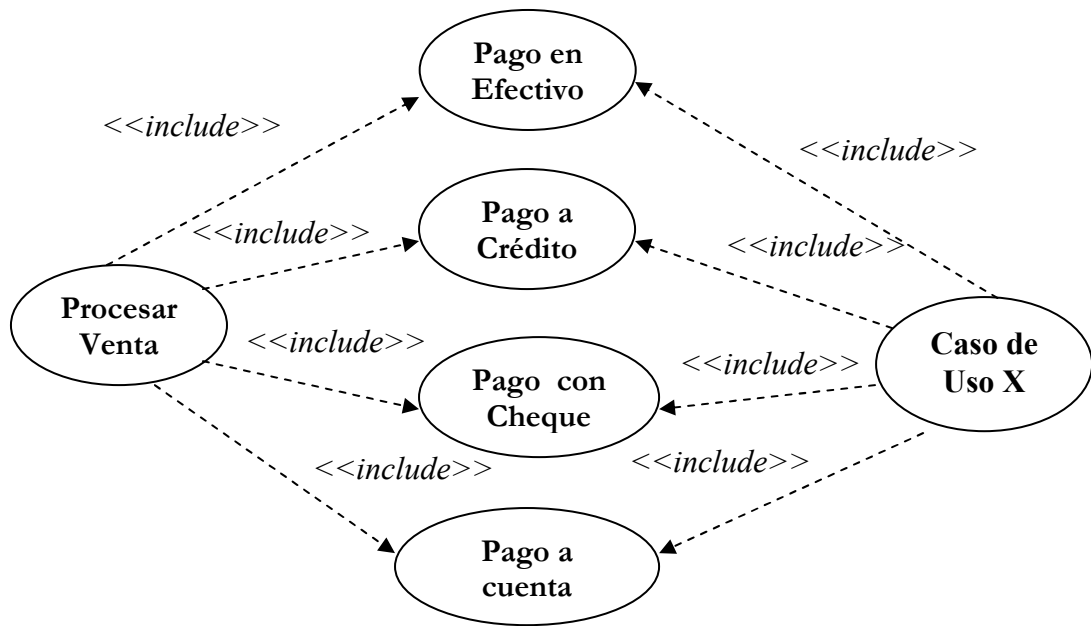 Pago en
Efectivo
<<include>>
<<include>>
Pago a
Crédito
<<include>>
<<include>>
Procesar
Venta
<<include>>
Caso de
Uso X
<<include>>
Pago con
Cheque
<<include>>
<<include>>
Pago a
cuenta